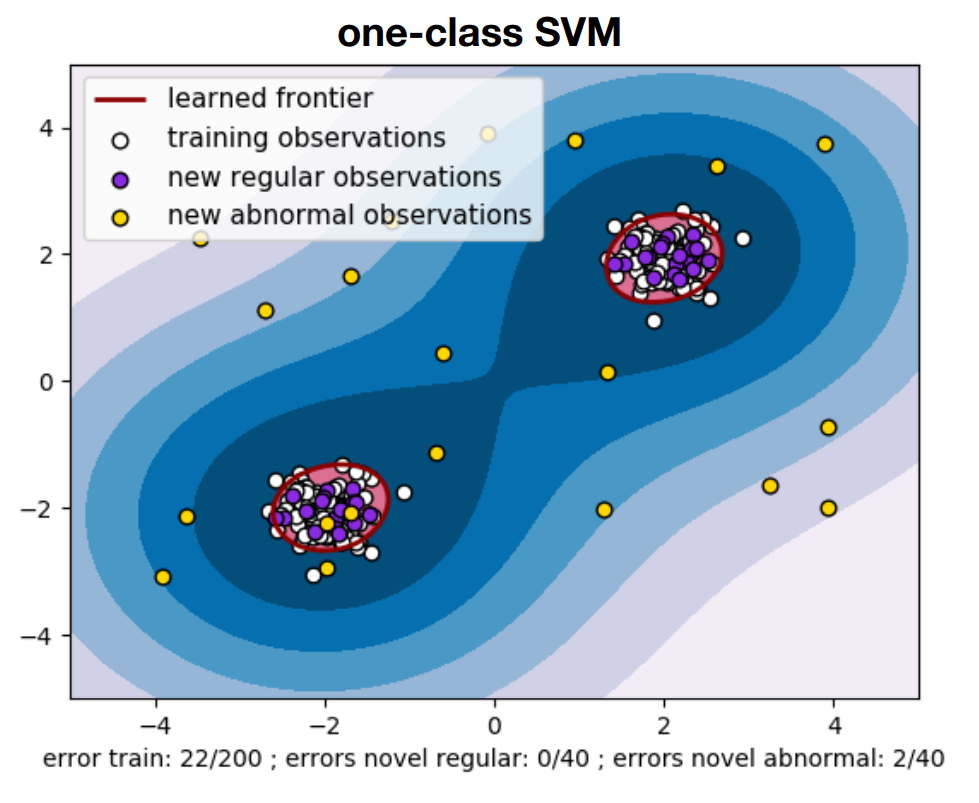 one-class SVM
learned frontier
training observations
new regular observations
new abnormal observations
4
2
0
−2
−4
−4
−2
0
2
4
error train: 22/200 ; errors novel regular: 0/40 ; errors novel abnormal: 2/40